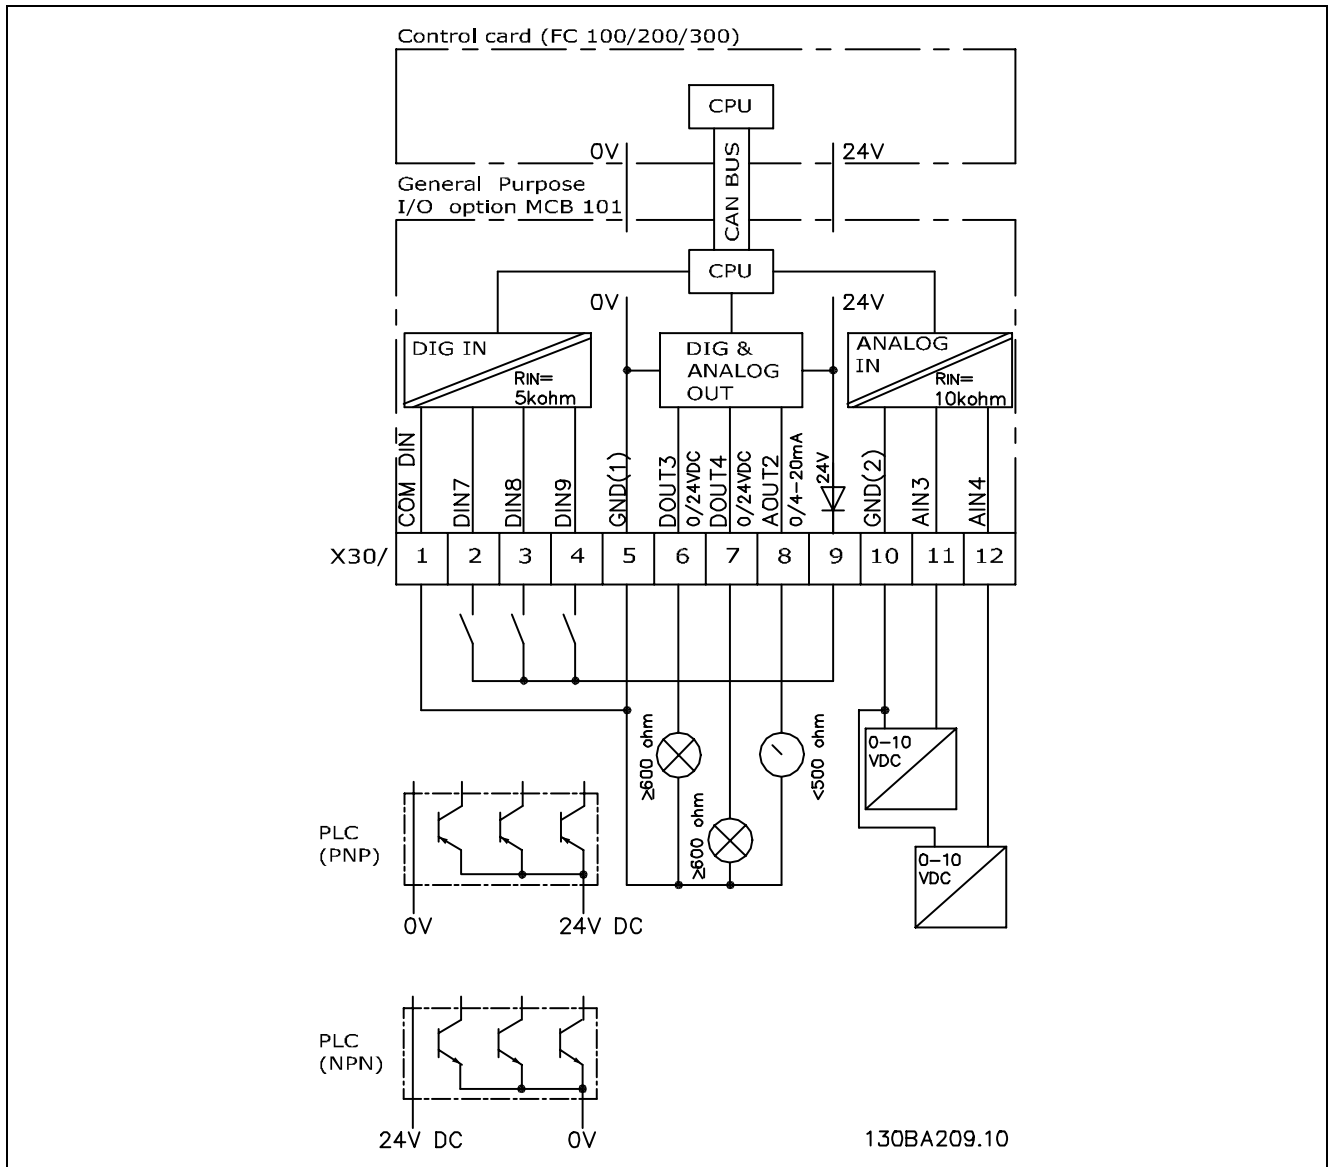 Control card (FC 100/200/300)
CPU
0V
24V
CAN BUS
General Purpose
I/O option MCB 101
CPU
0V
24V
DIG IN
RIN=
5kohm
DIG &
ANALOG
OUT
ANALOG
IN
RIN=
10kohm
COM DIN
DIN7
DIN8
DIN9
GND(1)
DOUT3
0/24VDC
DOUT4
0/24VDC
AOUT2
0/4-20mA
24V
GND(2)
AIN3
AIN4
X30/
1
2
3
4
5
6
7
8
9
10
11
12
≥600 ohm
≥600 ohm
<500 ohm
0-10
VDC
0-10
VDC
PLC
(PNP)
0V
24V DC
PLC
(NPN)
24V DC
0V
130BA209.10